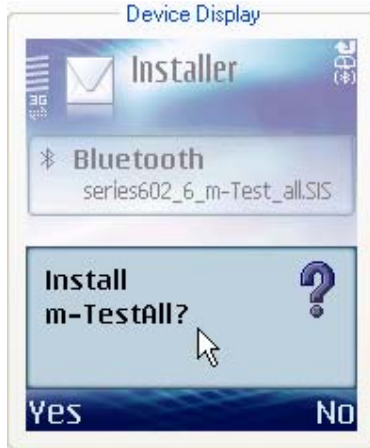 Device Display
Installer
3G
Bluetooth
series602_6_m-Test_all.SIS
Install
m-TestAll?
Yes
No